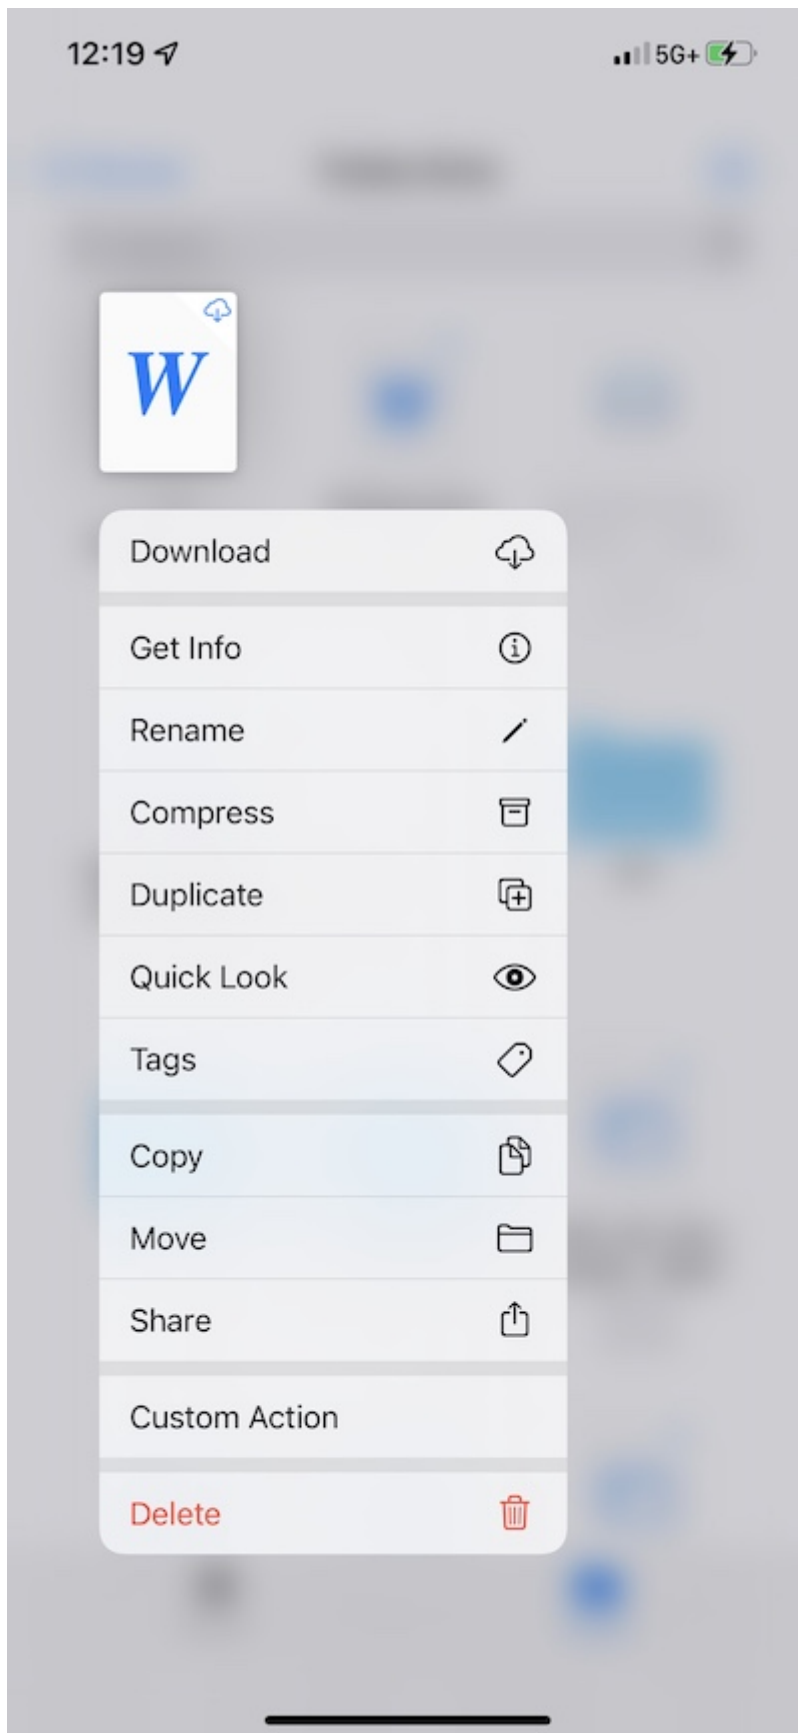 12:19
5G+
W
Download
Get Info
Rename
Compress
Duplicate
Quick Look
Tags
Copy
Move
Share
Custom Action
Delete